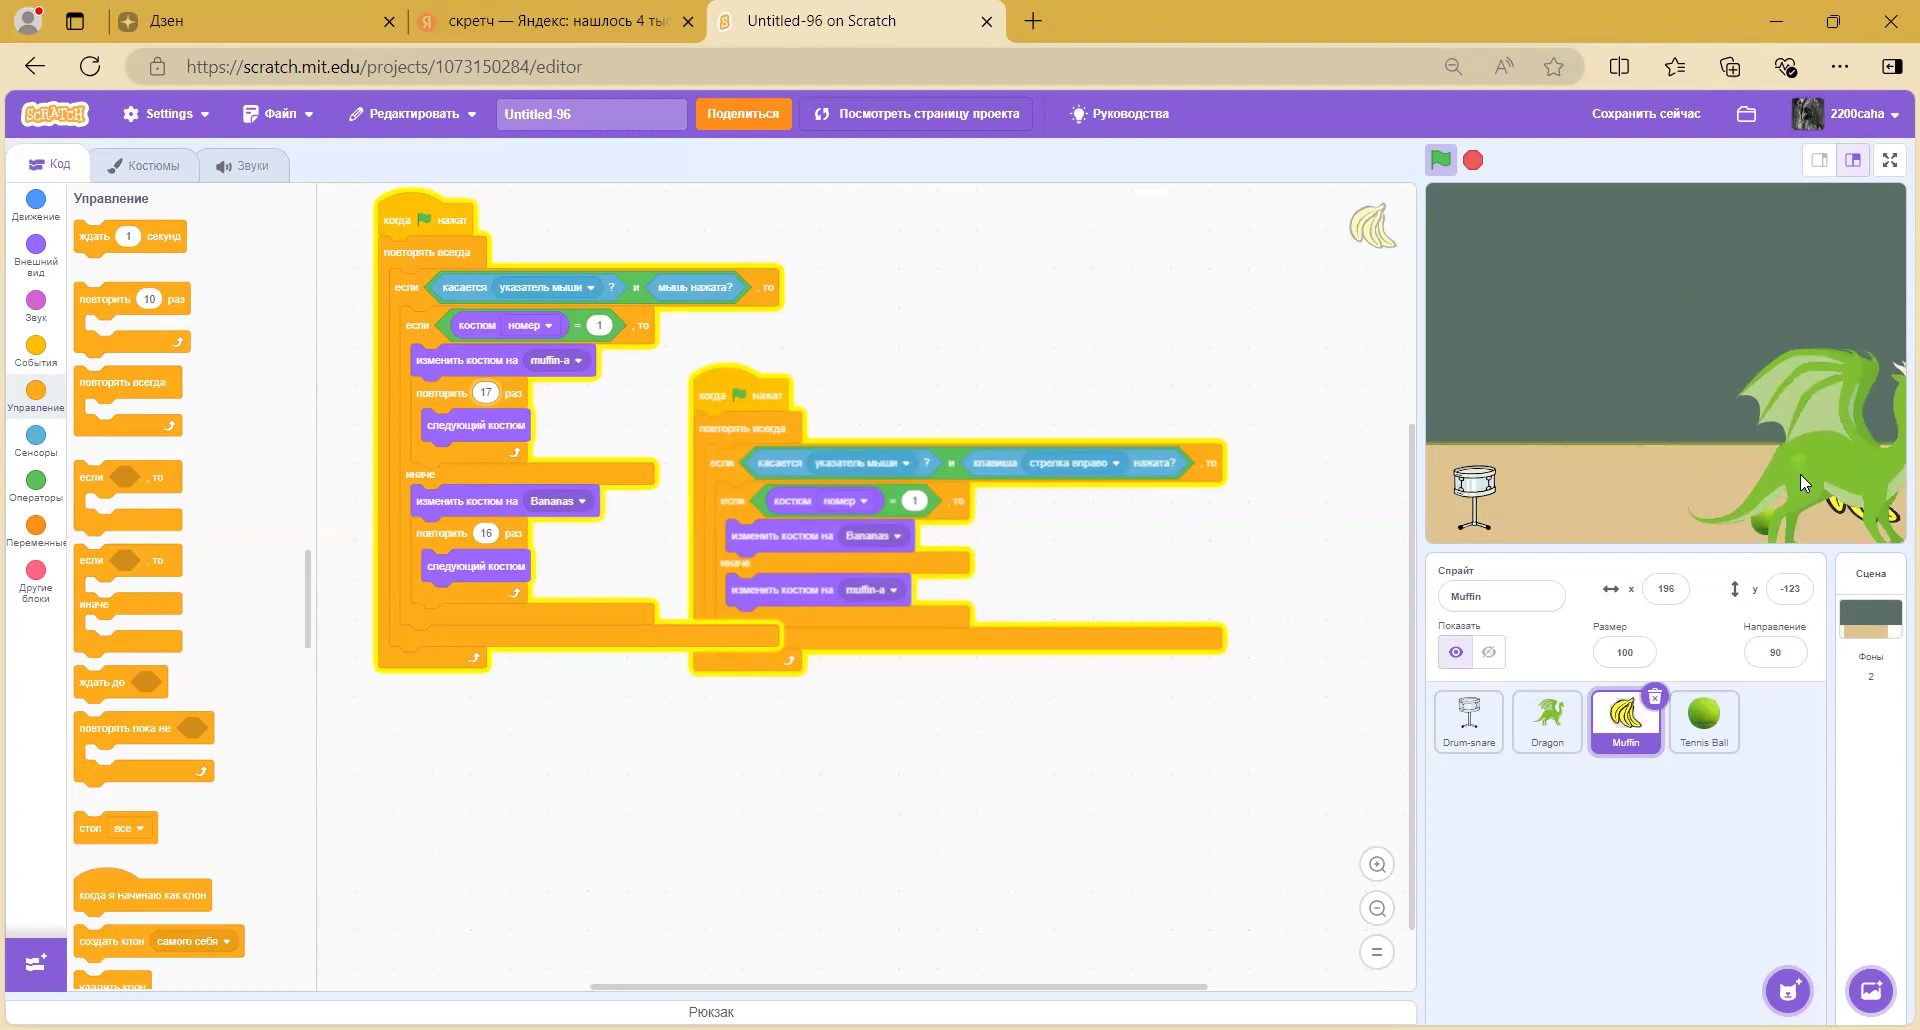 Дзен
Я
скретч — Яндекс: нашлось 4 тыс
Untitled-96 on Scratch
https://scratch.mit.edu/projects/1073150284/editor
SCRATCH
Settings
Файл
Редактировать
Untitled-96
Поделиться
Посмотреть страницу проекта
Руководства
Сохранить сейчас
2200caha
Код
Костюмы
Звуки
Движение
Внешний
вид
Звук
События
Управление
Сенсоры
Операторы
Переменные
Другие
блоки
Управление
ждать 1 секунд
повторить 10 раз
повторять всегда
если , то
если , то
иначе
ждать до
повторять пока не
стоп все
когда я начинаю как клон
создать клон самого себя
удалить клон
когда нажат
повторять всегда
если касается указатель мыши ? и мышь нажата? , то
если костюм номер = 1 , то
изменить костюм на muffin-a
повторить 17 раз
следующий костюм
иначе
изменить костюм на Bananas
повторить 16 раз
следующий костюм
когда нажат
повторять всегда
если касается указатель мыши ? и клавиша стрелка вправо нажата? , то
если костюм номер = 1 , то
изменить костюм на Bananas
иначе
изменить костюм на muffin-a
Спрайт
Muffin
x 196
y -123
Показать
Размер
100
Направление
90
Drum-snare
Dragon
Muffin
Tennis Ball
Сцена
Фоны
2
Рюкзак